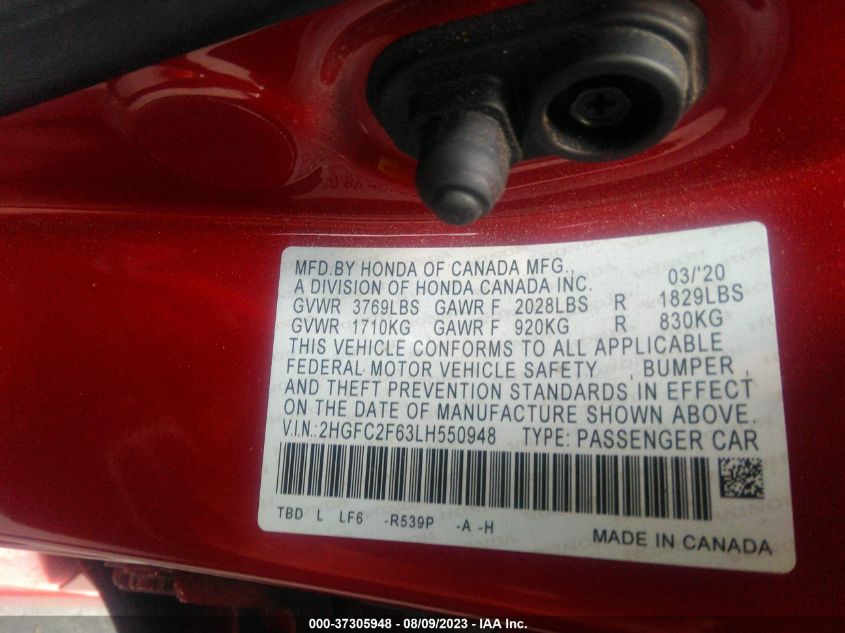 MFD.BY HONDA OF CANADA MFG., 03/'20
A DIVISION OF HONDA CANADA INC.
GVWR 3769LBS GAWR F 2028LBS R 1829LBS
GVWR 1710KG GAWR F 920KG R 830KG
THIS VEHICLE CONFORMS TO ALL APPLICABLE
FEDERAL MOTOR VEHICLE SAFETY , BUMPER ,
AND THEFT PREVENTION STANDARDS IN EFFECT
ON THE DATE OF MANUFACTURE SHOWN ABOVE.
V.I.N.:2HGFC2F63LH550948 TYPE: PASSENGER CAR
TBD L LF6 -R539P -A -H
MADE IN CANADA
000-37305948 - 08/09/2023 - IAA Inc.